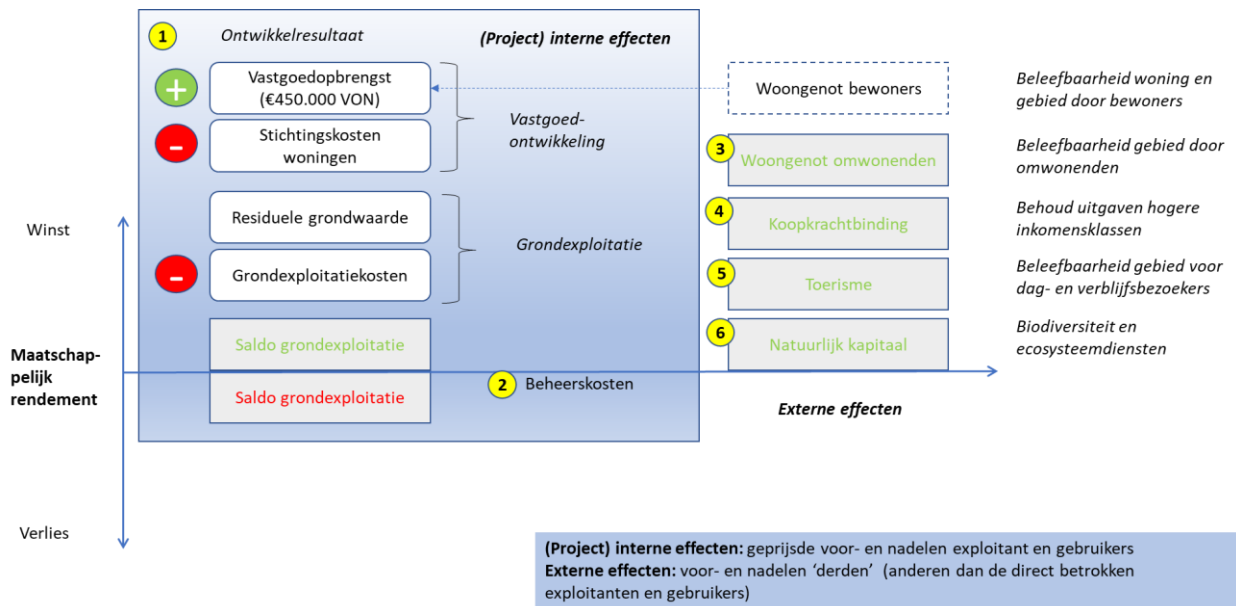 1
Ontwikkelresultaat
(Project) interne effecten
+
Vastgoedopbrengst
(€450.000 VON)
-
Stichtingskosten
woningen
Vastgoed-
ontwikkeling
Residuele grondwaarde
-
Grondexploitatiekosten
Grondexploitatie
Saldo grondexploitatie
Saldo grondexploitatie
2
Beheerskosten
Winst
Maatschap-
pelijk
rendement
Verlies
Woongenot bewoners
Beleefbaarheid woning en
gebied door bewoners
3
Woongenot omwonenden
Beleefbaarheid gebied door
omwonenden
4
Koopkrachtbinding
Behoud uitgaven hogere
inkomensklassen
5
Toerisme
Beleefbaarheid gebied voor
dag- en verblijfsbezoekers
6
Natuurlijk kapitaal
Biodiversiteit en
ecosysteemdiensten
Externe effecten
(Project) interne effecten: geprijsde voor- en nadelen exploitant en gebruikers
Externe effecten: voor- en nadelen ‘derden’ (anderen dan de direct betrokken
exploitanten en gebruikers)